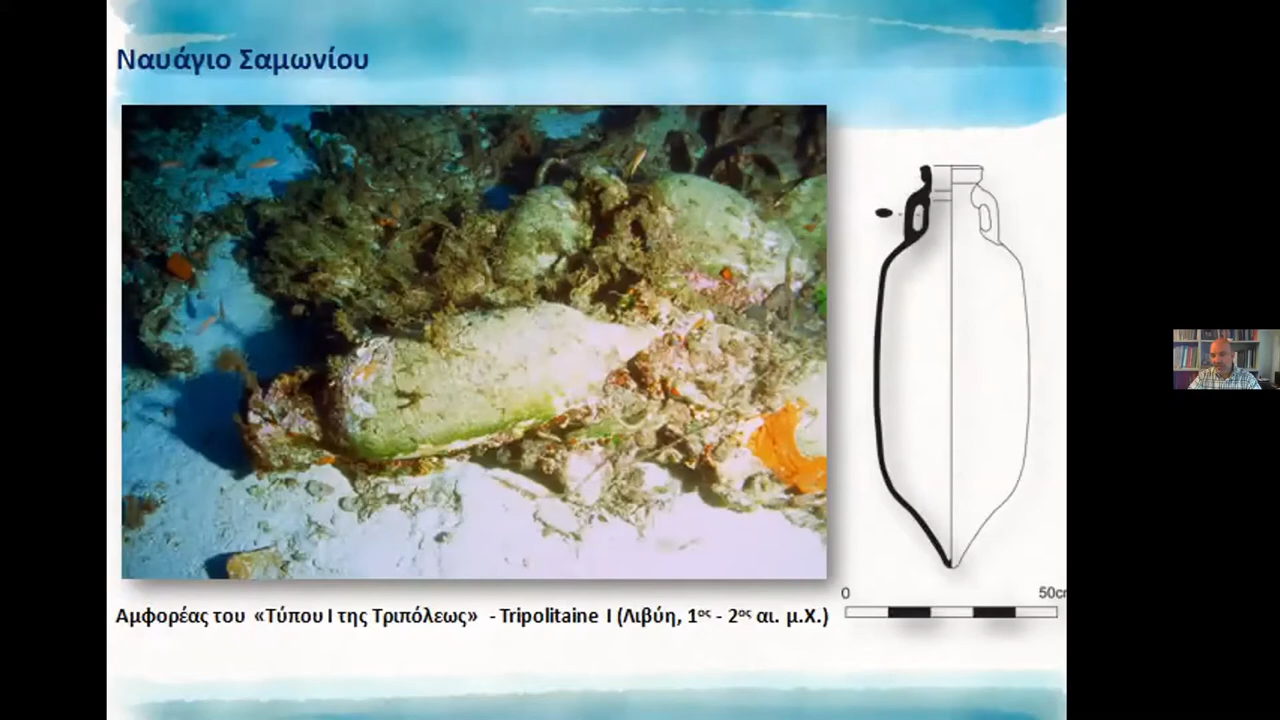 Ναυάγιο Σαμωνίου
Αμφορέας του «Τύπου Ι της Τριπόλεως» - Tripolitaine I (Λιβύη, 1ος - 2ος αι. μ.Χ.)
0 50cm